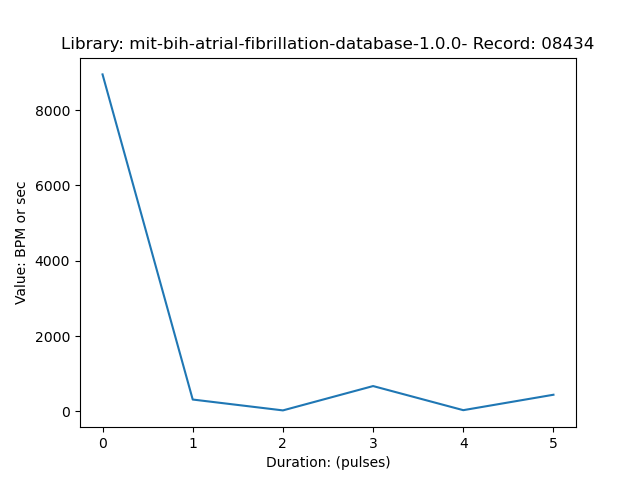 Library: mit-bih-atrial-fibrillation-database-1.0.0- Record: 08434
8000
6000
4000
2000
0
Value: BPM or sec
0 1 2 3 4 5
Duration: (pulses)